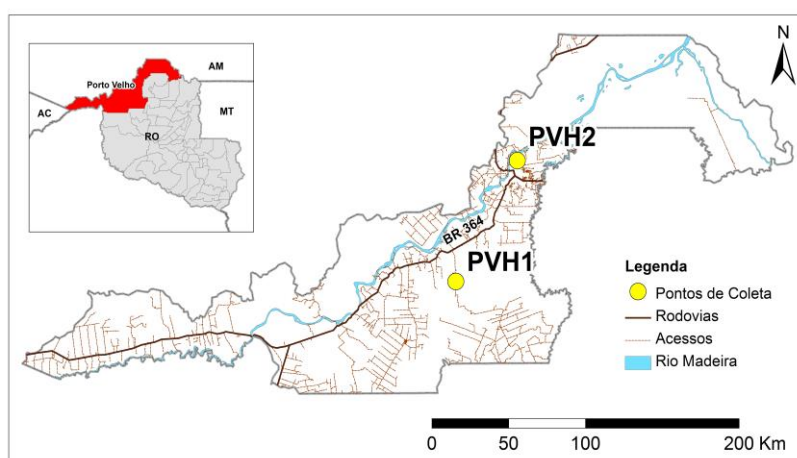 AM
Porto Velho
AC
MT
RO
N
PVH2
BR 364
PVH1
Legenda
Pontos de Coleta
Rodovias
Acessos
Rio Madeira
0 50 100 200 Km